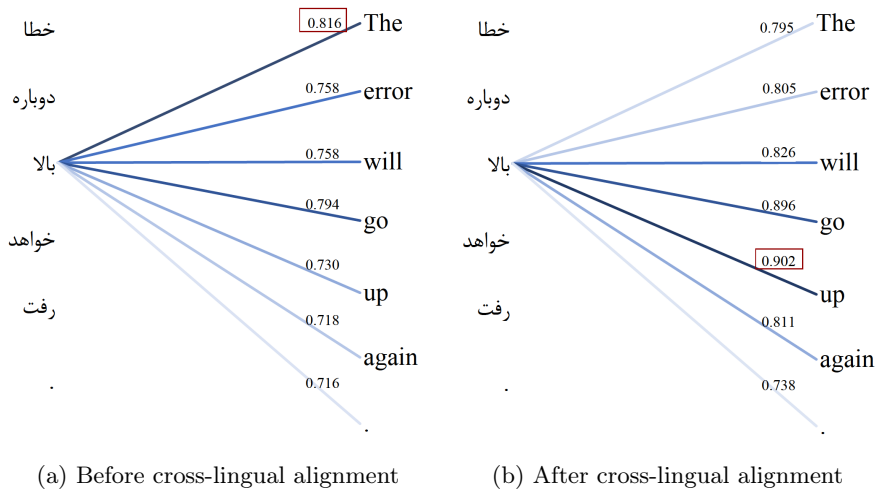 خطا
دوباره
بالا
خواهد
رفت
.
0.816
0.758
0.758
0.794
0.730
0.718
0.716
The
error
will
go
up
again
.
(a) Before cross-lingual alignment
خطا
دوباره
بالا
خواهد
رفت
.
0.795
0.805
0.826
0.896
0.902
0.811
0.738
The
error
will
go
up
again
.
(b) After cross-lingual alignment